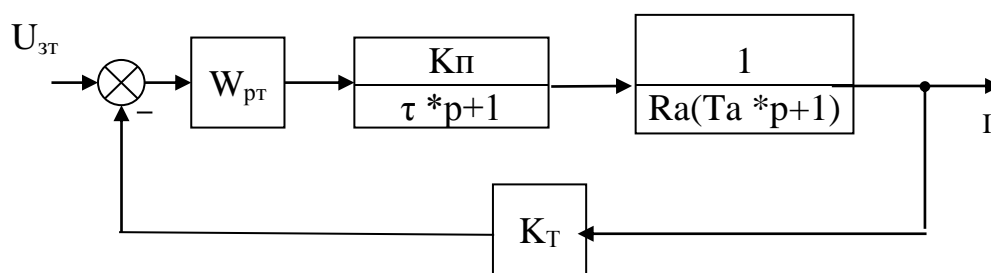 Uзт
Wрт
Kп
τ *p+1
1
Ra(Ta *p+1)
I
–
KТ